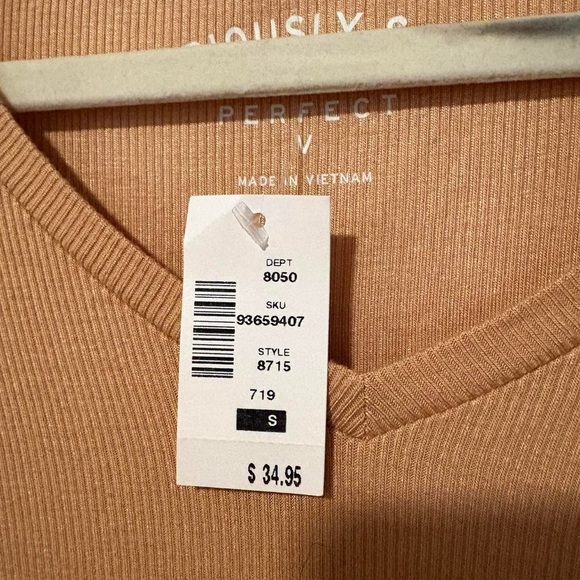 PERFECT
V
MADE IN VIETNAM
DEPT
8050
SKU
93659407
STYLE
8715
719
S
$ 34.95